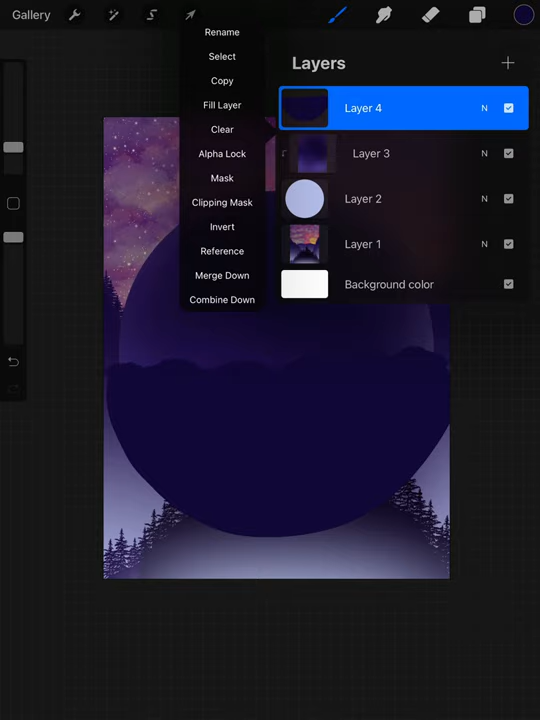 Gallery
Rename
Select
Copy
Fill Layer
Clear
Alpha Lock
Mask
Clipping Mask
Invert
Reference
Merge Down
Combine Down
Layers
Layer 4 N
Layer 3 N
Layer 2 N
Layer 1 N
Background color